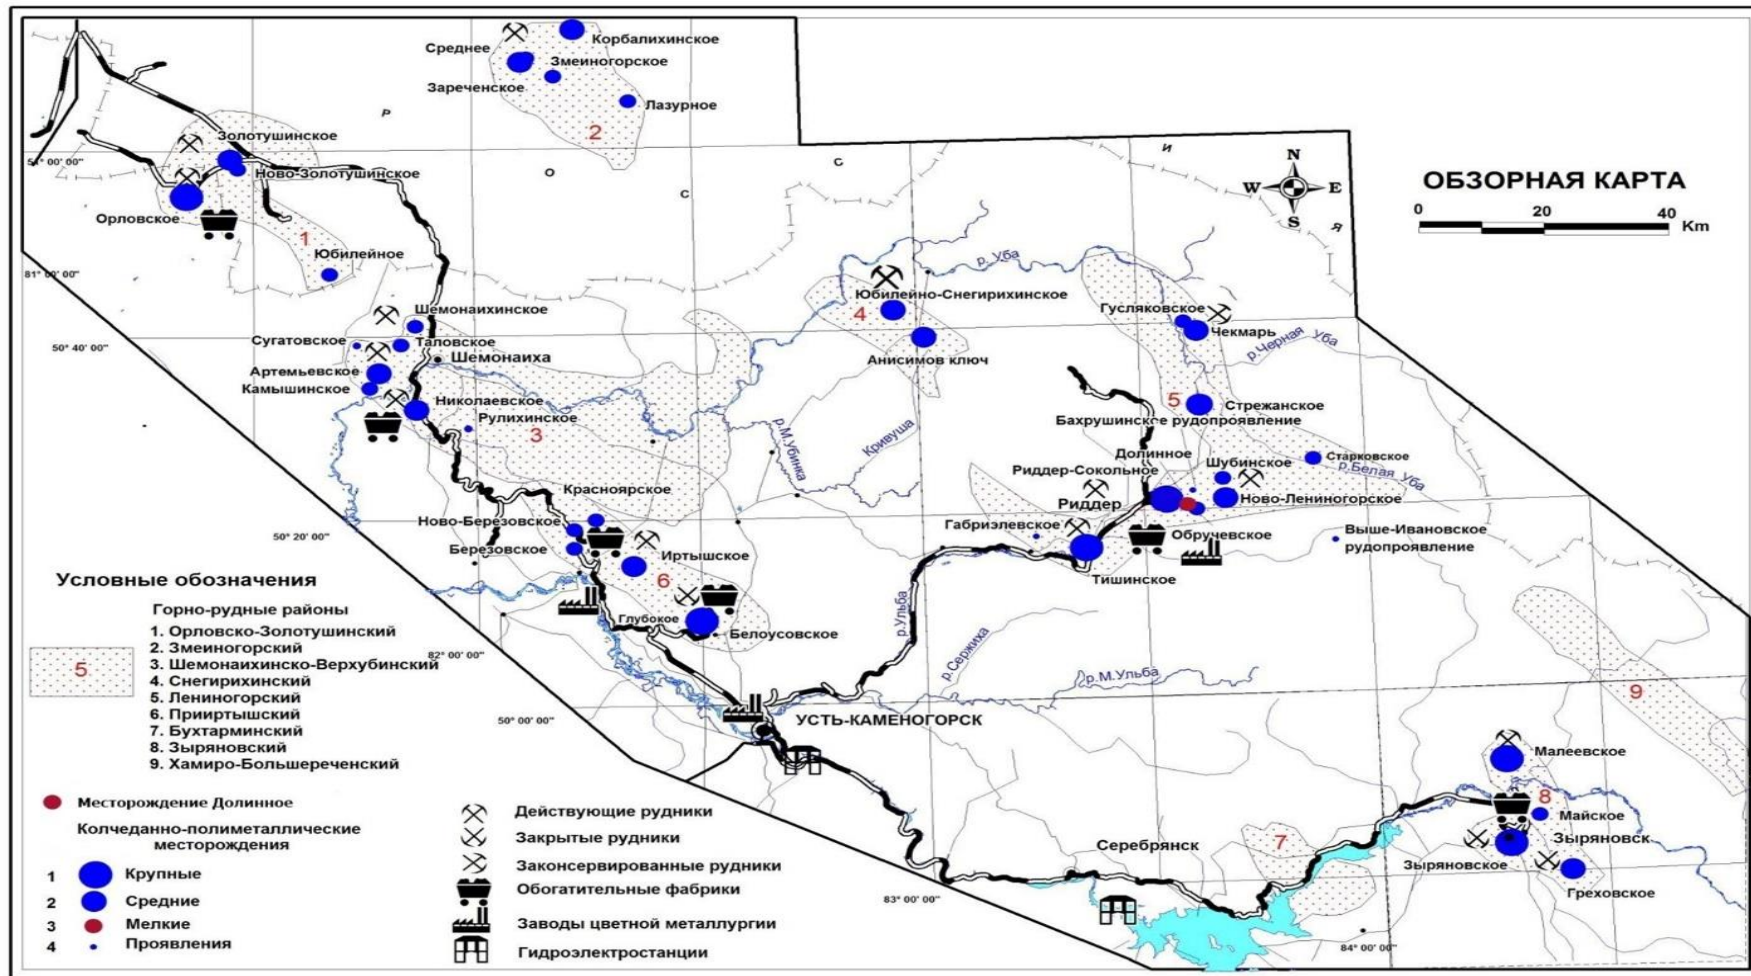 ОБЗОРНАЯ КАРТА
0 20 40
Km
N
W E
S
Р О С С И Я
Среднее
Корбалихинское
Змеиногорское
Зареченское
Лазурное
2
Золотушинское
51° 00' 00"
Ново-Золотушинское
Орловское
1
Юбилейное
81° 00' 00"
р. Уба
Юбилейно-Снегирихинское
4
Анисимов ключ
Гусляковское
Чекмарь
р.Черная Уба
Шемонаихинское
Сугатовское
Таловское
50° 40' 00"
Шемонаиха
Артемьевское
Камышинское
Николаевское
Рулихинское
3
5
Стрежанское
Бахрушинское рудопроявление
р.М.Убинка
Кривуша
Долинное
Шубинское
Старковское
р.Белая Уба
Риддер-Сокольное
Риддер
Ново-Лениногорское
Красноярское
Ново-Березовское
Березовское
50° 20' 00"
Габриэлевское
Обручевское
Выше-Ивановское
рудопроявление
Тишинское
Иртышское
6
Глубокое
Белоусовское
р.Ульба
р.Сержиха
р.М.Ульба
82° 00' 00"
50° 00' 00"
УСТЬ-КАМЕНОГОРСК
9
Малеевское
8
Майское
Зыряновск
Зыряновское
Греховское
7
Серебрянск
83° 00' 00"
84° 00' 00"
Условные обозначения
Горно-рудные районы
5
1. Орловско-Золотушинский
2. Змеиногорский
3. Шемонаихинско-Верхубинский
4. Снегирихинский
5. Лениногорский
6. Прииртышский
7. Бухтарминский
8. Зыряновский
9. Хамиро-Большереченский
Месторождение Долинное
Колчеданно-полиметаллические
месторождения
1 Крупные
2 Средние
3 Мелкие
4 Проявления
Действующие рудники
Закрытые рудники
Законсервированные рудники
Обогатительные фабрики
Заводы цветной металлургии
Гидроэлектростанции